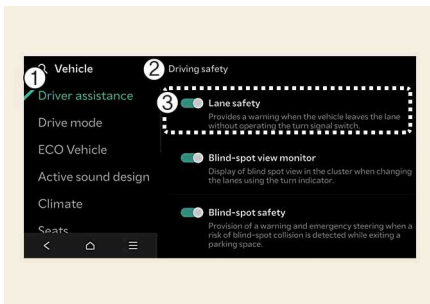 1
Vehicle
Driver assistance
Drive mode
ECO Vehicle
Active sound design
Climate
Seats
2 Driving safety
3 Lane safety
Provides a warning when the vehicle leaves the lane
without operating the turn signal switch.
Blind-spot view monitor
Display of blind spot view in the cluster when changing
the lanes using the turn indicator.
Blind-spot safety
Provision of a warning and emergency steering when a
risk of blind-spot collision is detected while exiting a
parking space.